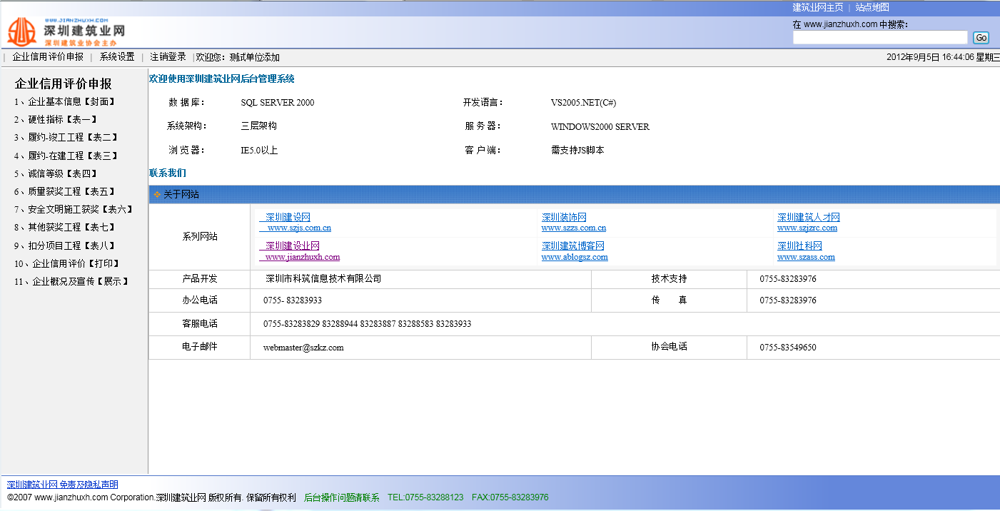 建筑业网主页 | 站点地图
WWW.JIANZHUXH.COM
深圳建筑业网
深圳建筑业协会主办
在 www.jianzhuxh.com 中搜索:
Go
| 企业信用评价申报 | 系统设置 | 注销登录 |欢迎您：测试单位添加
2012年9月5日 16:44:06 星期三
企业信用评价申报
1、企业基本信息【封面】
2、硬性指标【表一】
3、履约-竣工工程【表二】
4、履约-在建工程【表三】
5、诚信等级【表四】
6、质量获奖工程【表五】
7、安全文明施工获奖【表六】
8、其他获奖工程【表七】
9、扣分项目工程【表八】
10、企业信用评价【打印】
11、企业概况及宣传【展示】
欢迎使用深圳建筑业网后台管理系统
数 据 库： SQL SERVER 2000 开发语言： VS2005.NET(C#)
系统架构： 三层架构 服 务 器： WINDOWS2000 SERVER
浏 览 器： IE5.0以上 客 户 端： 需支持JS脚本
联系我们
关于网站
系列网站
深圳建设网 深圳装饰网 深圳建筑人才网
www.szjs.com.cn www.szzs.com.cn www.szjzrc.com
深圳建设业网 深圳建筑博客网 深圳社科网
www.jianzhuxh.com www.ablogsz.com www.szass.com
产品开发 深圳市科筑信息技术有限公司 技术支持 0755-83283976
办公电话 0755- 83283933 传 真 0755-83283976
客服电话 0755-83283829 83288944 83283887 83288583 83283933
电子邮件 webmaster@szkz.com 协会电话 0755-83549650
深圳建筑业网 免责及隐私声明
©2007 www.jianzhuxh.com Corporation.深圳建筑业网 版权所有. 保留所有权利 后台操作问题请联系 TEL:0755-83288123 FAX:0755-83283976